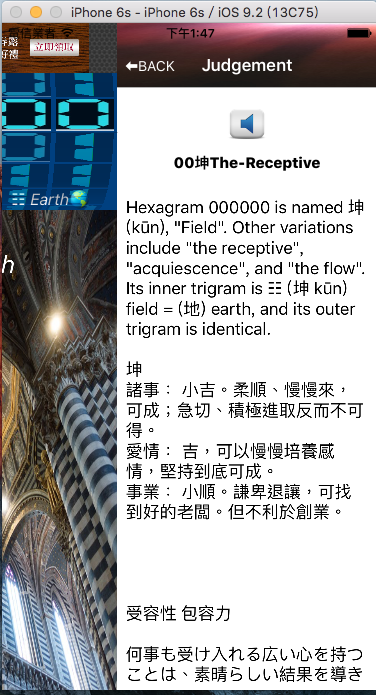 iPhone 6s - iPhone 6s / iOS 9.2 (13C75)
下午1:47
立即領取
好禮
BACK
Judgement
00坤The-Receptive
☷ Earth
h
Hexagram 000000 is named 坤
(kūn), "Field". Other variations
include "the receptive",
"acquiescence", and "the flow".
Its inner trigram is ☷ (坤 kūn)
field = (地) earth, and its outer
trigram is identical.
坤
諸事： 小吉。柔順、慢慢來，
可成；急切、積極進取反而不可
得。
愛情： 吉，可以慢慢培養感
情，堅持到底可成。
事業： 小順。謙卑退讓，可找
到好的老闆。但不利於創業。
受容性 包容力
何事も受け入れる広い心を持つ
ことは、素晴らしい結果を導き